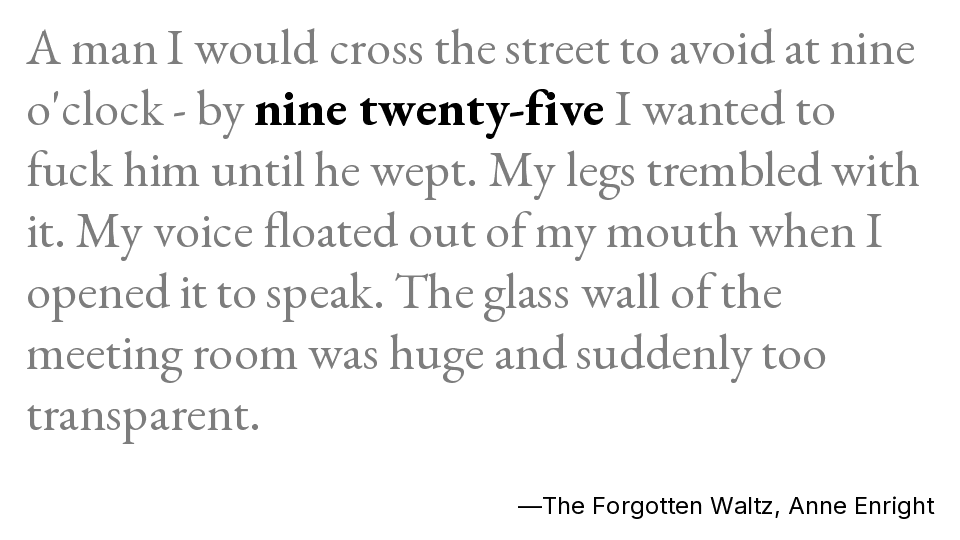 A man I would cross the street to avoid at nine
o'clock - by nine twenty-five I wanted to
fuck him until he wept. My legs trembled with
it. My voice floated out of my mouth when I
opened it to speak. The glass wall of the
meeting room was huge and suddenly too
transparent.
—The Forgotten Waltz, Anne Enright